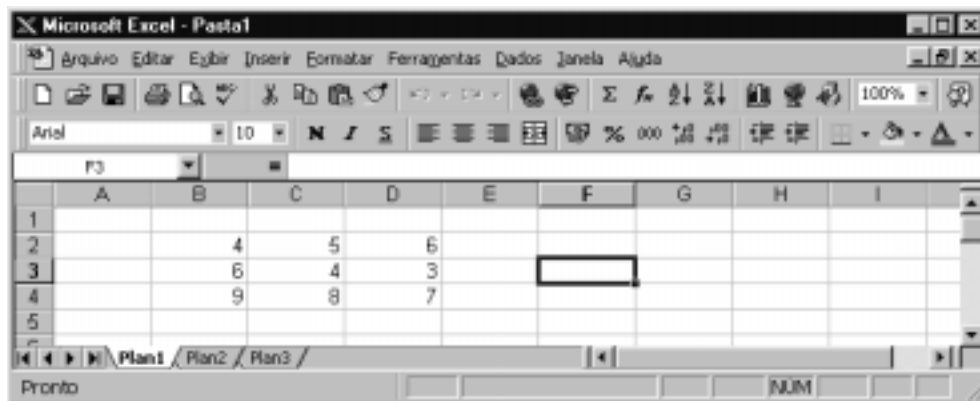 Microsoft Excel - Pasta1
Arquivo Editar Exibir Inserir Formatar Ferramentas Dados Janela Ajuda
100%
Arial 10 N I S % 000
F3 =
A B C D E F G H I
1
2 4 5 6
3 6 4 3
4 9 8 7
5
Plan1 Plan2 Plan3
Pronto NÚM